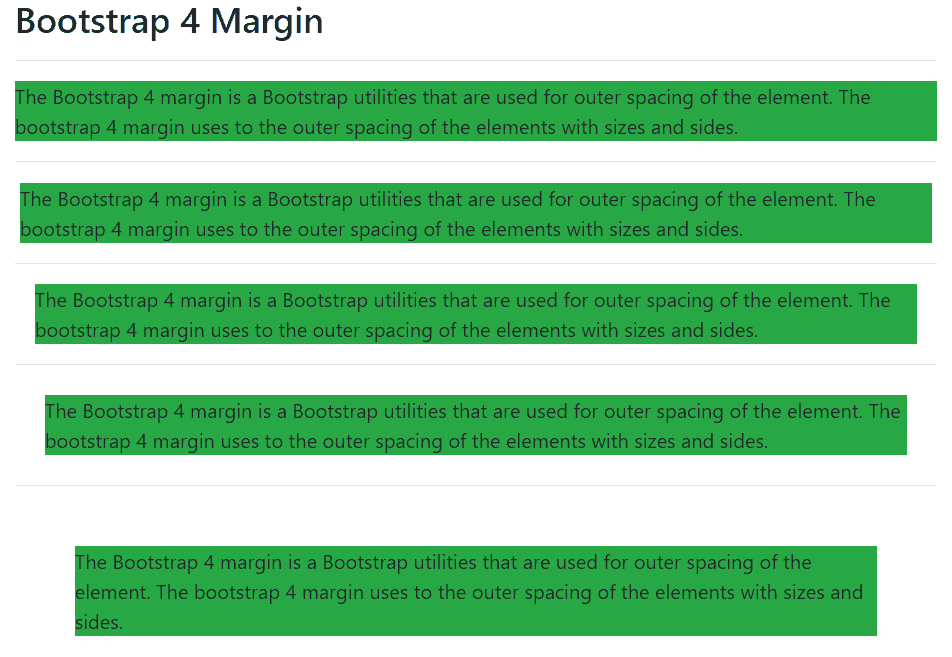 Bootstrap 4 Margin
The Bootstrap 4 margin is a Bootstrap utilities that are used for outer spacing of the element. The
bootstrap 4 margin uses to the outer spacing of the elements with sizes and sides.
The Bootstrap 4 margin is a Bootstrap utilities that are used for outer spacing of the element. The
bootstrap 4 margin uses to the outer spacing of the elements with sizes and sides.
The Bootstrap 4 margin is a Bootstrap utilities that are used for outer spacing of the element. The
bootstrap 4 margin uses to the outer spacing of the elements with sizes and sides.
The Bootstrap 4 margin is a Bootstrap utilities that are used for outer spacing of the element. The
bootstrap 4 margin uses to the outer spacing of the elements with sizes and sides.
The Bootstrap 4 margin is a Bootstrap utilities that are used for outer spacing of the
element. The bootstrap 4 margin uses to the outer spacing of the elements with sizes and
sides.